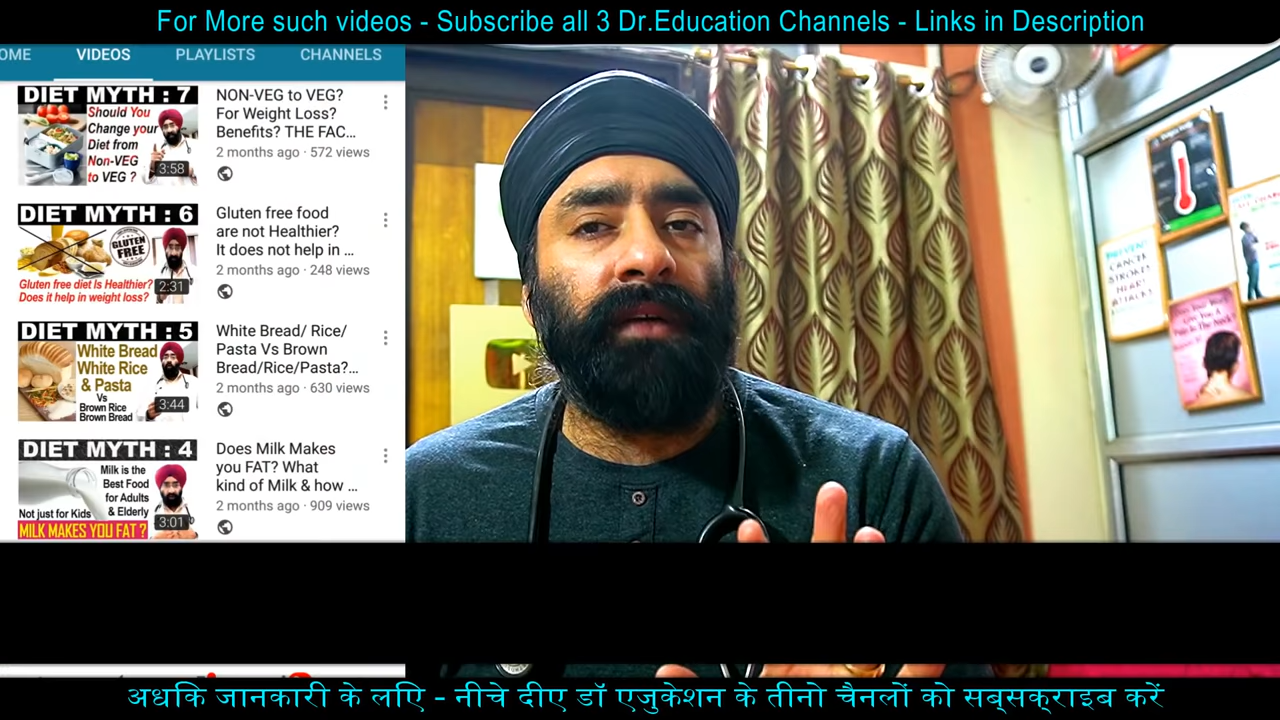 For More such videos - Subscribe all 3 Dr.Education Channels - Links in Description
OME VIDEOS PLAYLISTS CHANNELS
DIET MYTH : 7
Should You
Change your
Diet from
Non-VEG
to VEG ?
3:58
NON-VEG to VEG?
For Weight Loss?
Benefits? THE FAC...
2 months ago · 572 views
DIET MYTH : 6
GLUTEN
FREE
Gluten free diet Is Healthier?
Does it help in weight loss?
2:31
Gluten free food
are not Healthier?
It does not help in ...
2 months ago · 248 views
DIET MYTH : 5
White Bread
White Rice
& Pasta
Vs
Brown Rice
Brown Bread
3:44
White Bread/ Rice/
Pasta Vs Brown
Bread/Rice/Pasta?...
2 months ago · 630 views
DIET MYTH : 4
Milk is the
Best Food
for Adults
& Elderly
Not just for Kids
MILK MAKES YOU FAT ?
3:01
Does Milk Makes
you FAT? What
kind of Milk & how ...
2 months ago · 909 views
PREVENT
CANCER
STROKES
HEART
ATTACKS
अधकि जानकारी के लएि - नीचे दीए डॉ एजुकेशन के तीनो चैनलों को सब्सक्राइब करें